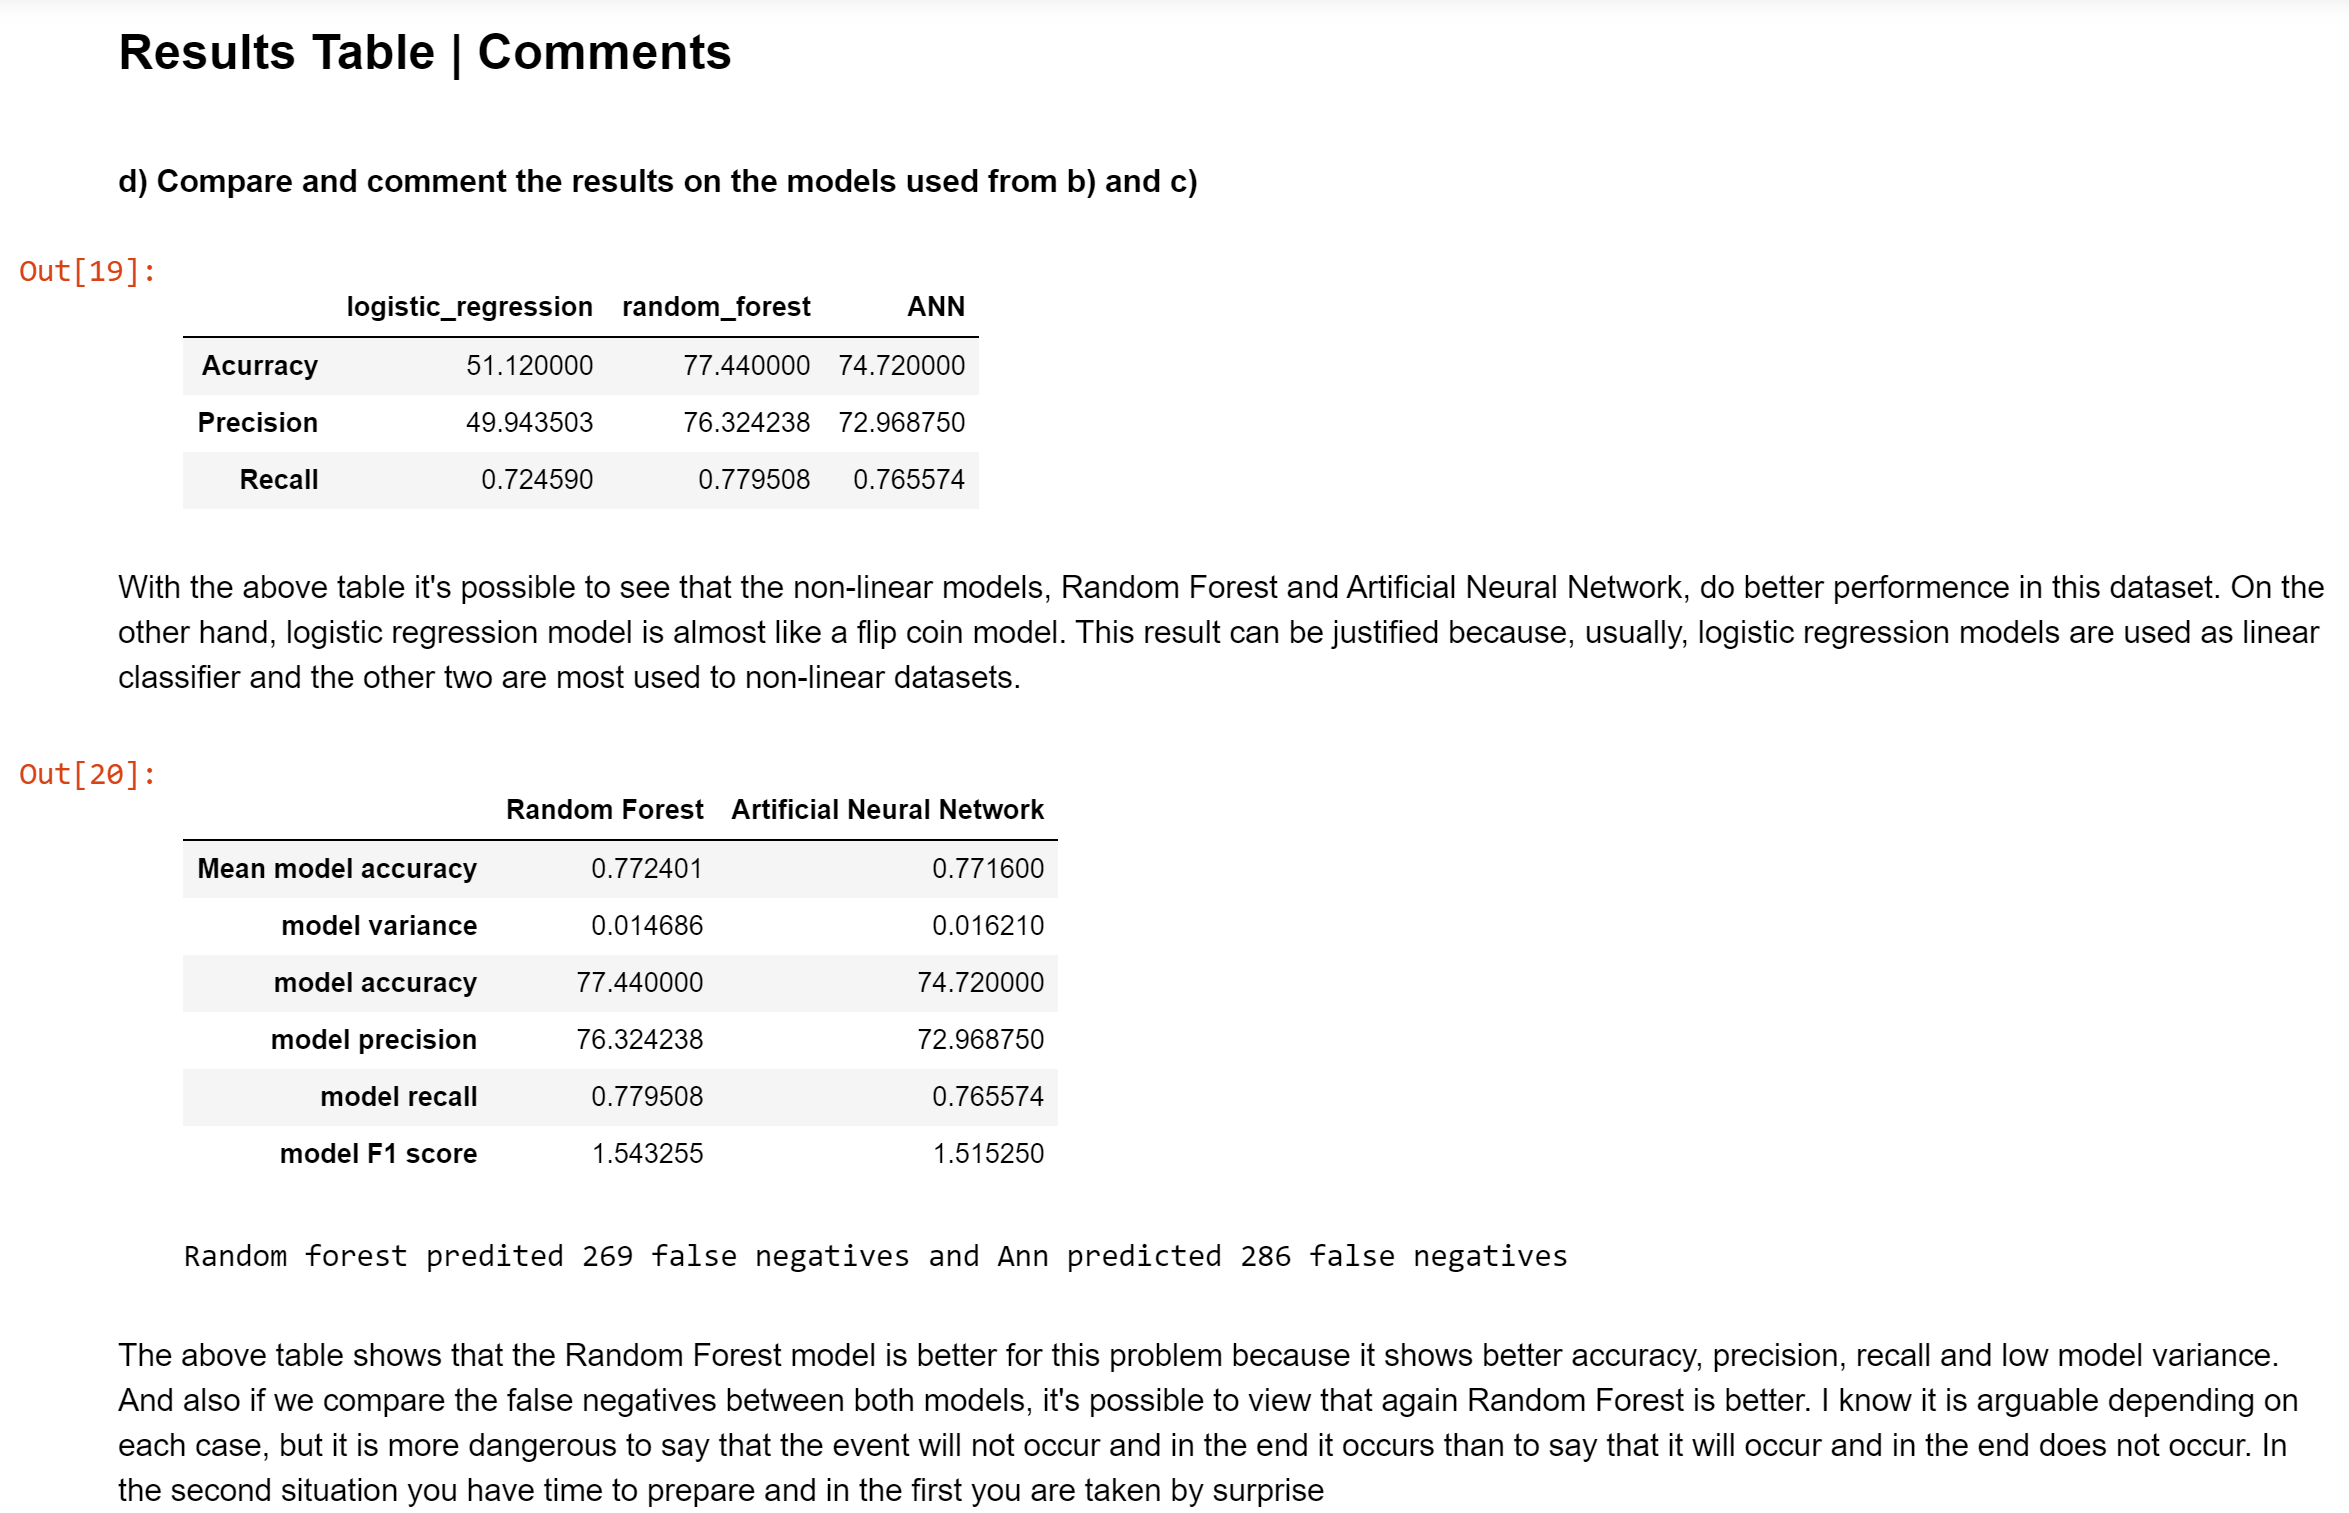 Results Table | Comments
d) Compare and comment the results on the models used from b) and c)
Out[19]:
logistic_regression random_forest ANN
Acurracy 51.120000 77.440000 74.720000
Precision 49.943503 76.324238 72.968750
Recall 0.724590 0.779508 0.765574
With the above table it's possible to see that the non-linear models, Random Forest and Artificial Neural Network, do better performence in this dataset. On the
other hand, logistic regression model is almost like a flip coin model. This result can be justified because, usually, logistic regression models are used as linear
classifier and the other two are most used to non-linear datasets.
Out[20]:
Random Forest Artificial Neural Network
Mean model accuracy 0.772401 0.771600
model variance 0.014686 0.016210
model accuracy 77.440000 74.720000
model precision 76.324238 72.968750
model recall 0.779508 0.765574
model F1 score 1.543255 1.515250
Random forest predited 269 false negatives and Ann predicted 286 false negatives
The above table shows that the Random Forest model is better for this problem because it shows better accuracy, precision, recall and low model variance.
And also if we compare the false negatives between both models, it's possible to view that again Random Forest is better. I know it is arguable depending on
each case, but it is more dangerous to say that the event will not occur and in the end it occurs than to say that it will occur and in the end does not occur. In
the second situation you have time to prepare and in the first you are taken by surprise